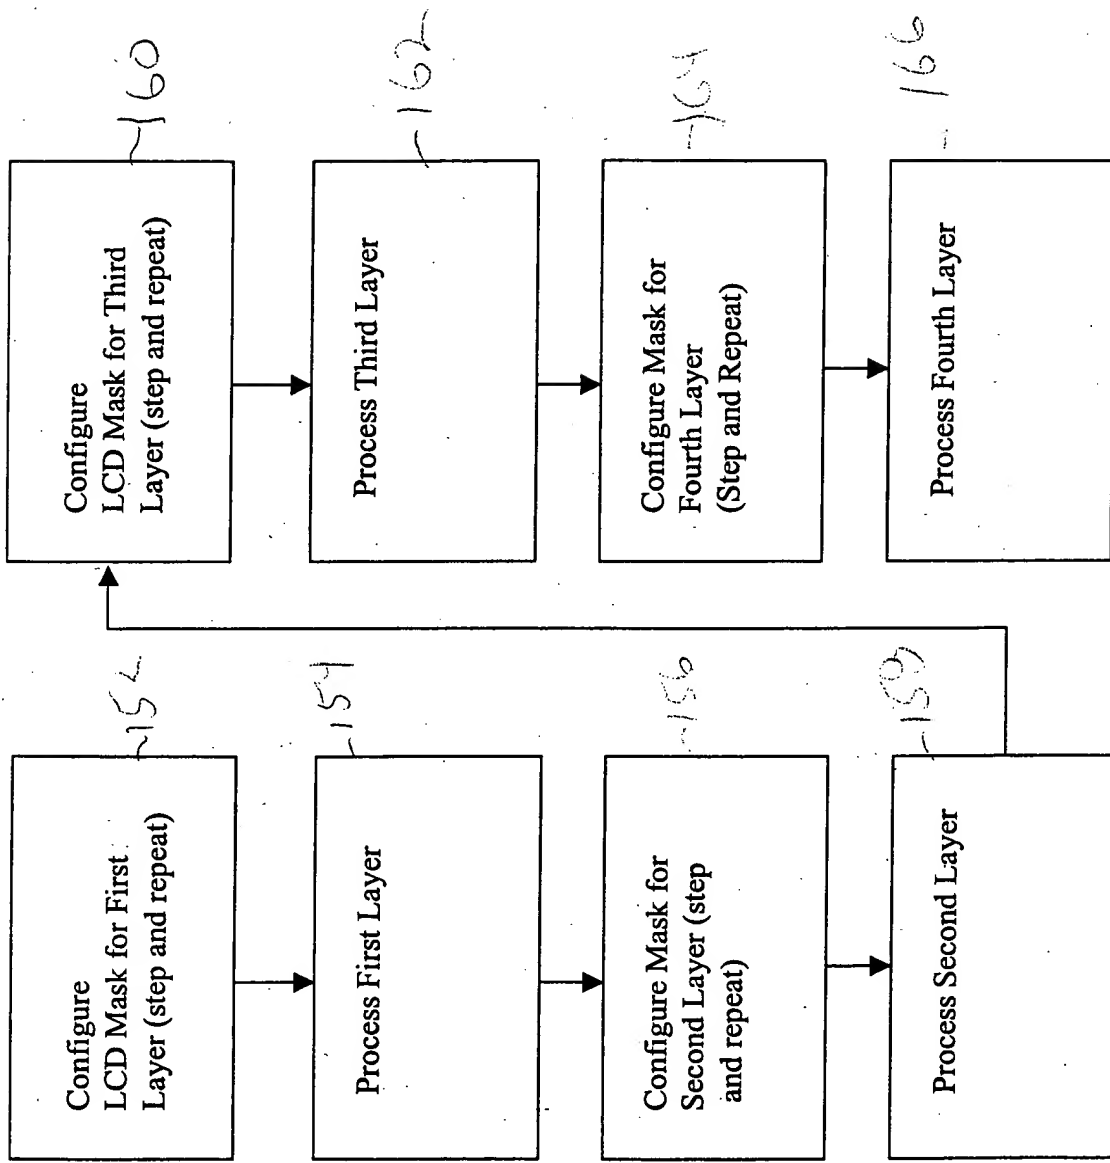 Configure
LCD Mask for First
Layer (step and repeat)
152
Process First Layer
154
Configure Mask for
Second Layer (step
and repeat)
156
Process Second Layer
158
Configure
LCD Mask for Third
Layer (step and repeat)
160
Process Third Layer
162
Configure Mask for
Fourth Layer
(Step and Repeat)
164
Process Fourth Layer
166